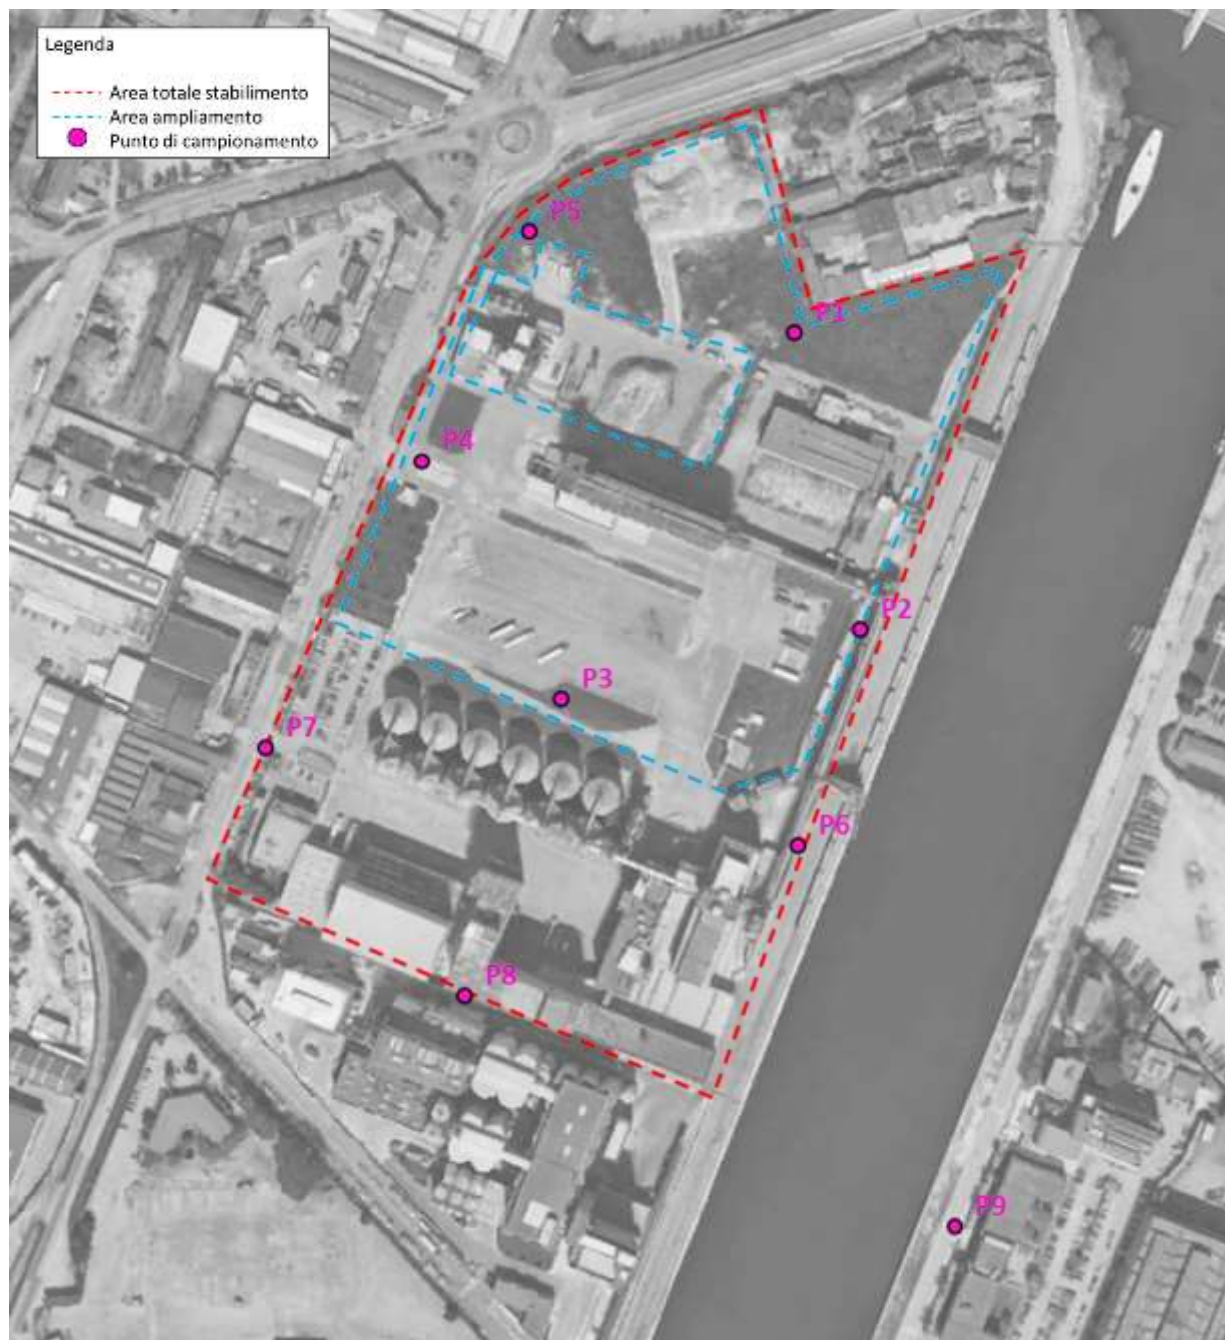 Legenda
Area totale stabilimento
Area ampliamento
Punto di campionamento
P5
P1
P4
P2
P3
P7
P6
P8
P9